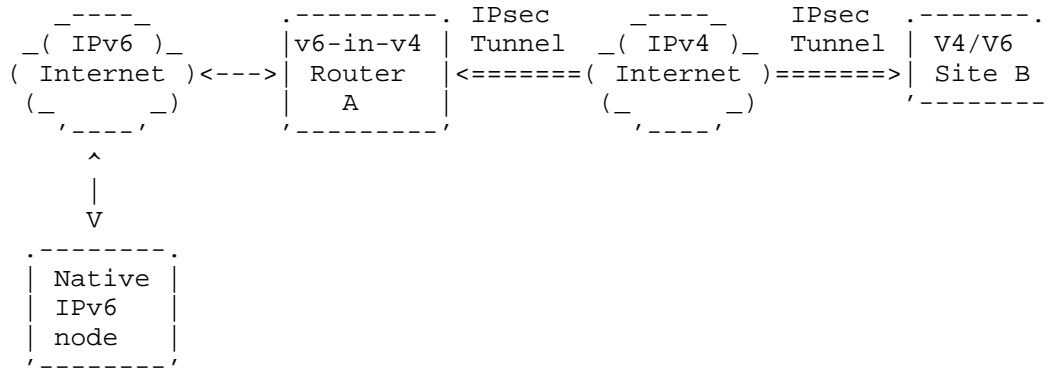 IPsec IPsec
( IPv6 ) v6-in-v4 Tunnel ( IPv4 ) Tunnel V4/V6
( Internet )<---> Router <=======( Internet )=======> Site B
A
^
V
Native
IPv6
node